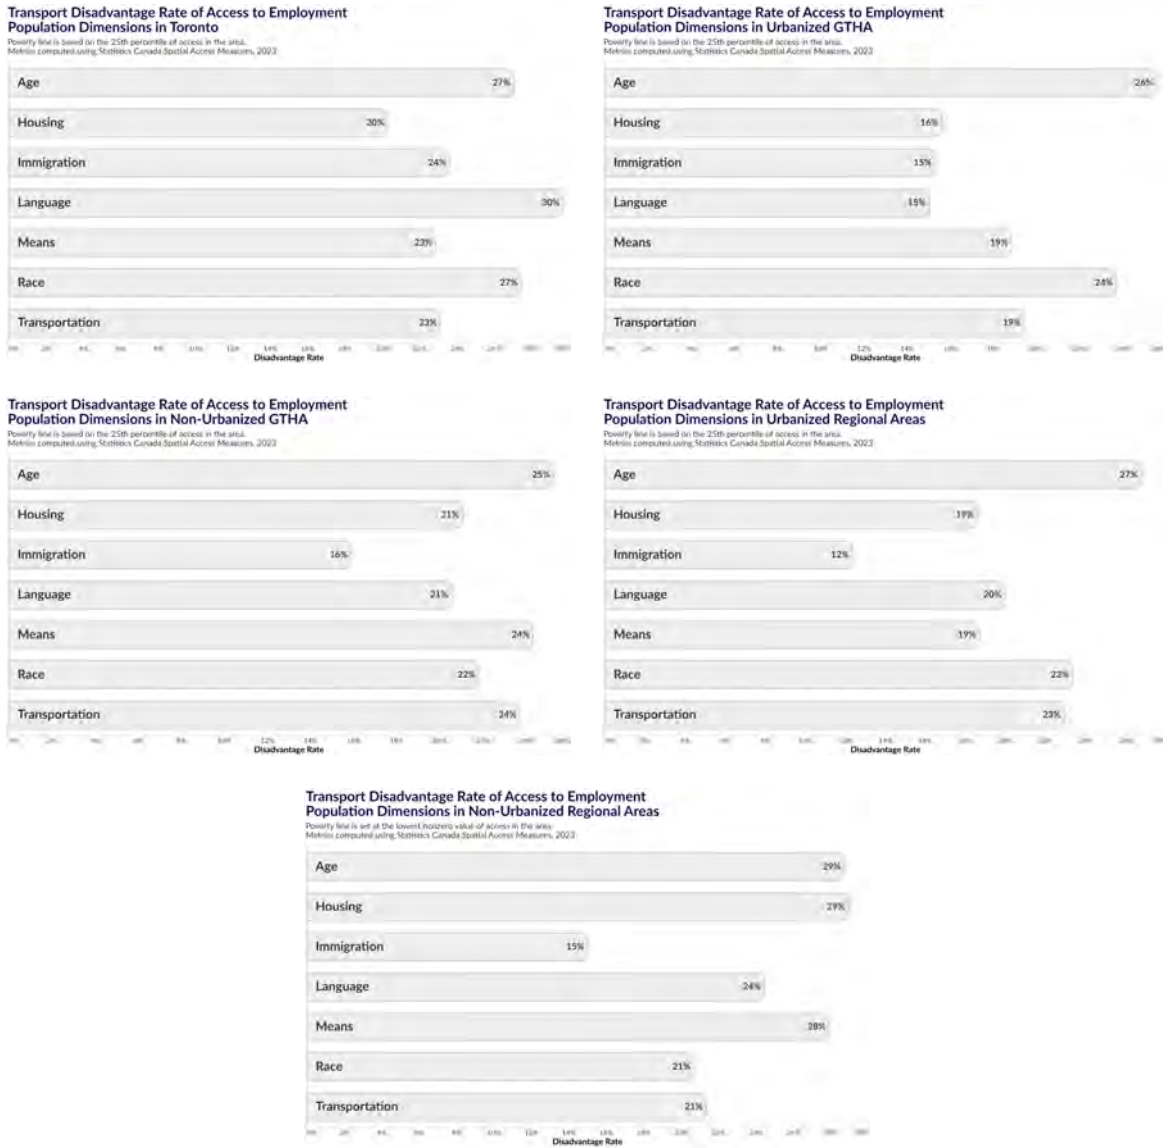 Transport Disadvantage Rate of Access to Employment
Population Dimensions in Toronto
Poverty line is based on the 25th percentile of access in the area.
Metrics computed using Statistics Canada Spatial Access Measures, 2023
Age 27%
Housing 20%
Immigration 24%
Language 30%
Means 23%
Race 27%
Transportation 23%
Disadvantage Rate
Transport Disadvantage Rate of Access to Employment
Population Dimensions in Urbanized GTHA
Poverty line is based on the 25th percentile of access in the area.
Metrics computed using Statistics Canada Spatial Access Measures, 2023
Age 26%
Housing 16%
Immigration 15%
Language 15%
Means 19%
Race 24%
Transportation 19%
Disadvantage Rate
Transport Disadvantage Rate of Access to Employment
Population Dimensions in Non-Urbanized GTHA
Poverty line is based on the 25th percentile of access in the area.
Metrics computed using Statistics Canada Spatial Access Measures, 2023
Age 25%
Housing 21%
Immigration 16%
Language 21%
Means 24%
Race 22%
Transportation 24%
Disadvantage Rate
Transport Disadvantage Rate of Access to Employment
Population Dimensions in Urbanized Regional Areas
Poverty line is based on the 25th percentile of access in the area.
Metrics computed using Statistics Canada Spatial Access Measures, 2023
Age 27%
Housing 19%
Immigration 12%
Language 20%
Means 19%
Race 23%
Transportation 23%
Disadvantage Rate
Transport Disadvantage Rate of Access to Employment
Population Dimensions in Non-Urbanized Regional Areas
Poverty line is set at the lowest nonzero value of access in the area.
Metrics computed using Statistics Canada Spatial Access Measures, 2023
Age 29%
Housing 29%
Immigration 15%
Language 24%
Means 28%
Race 21%
Transportation 21%
Disadvantage Rate